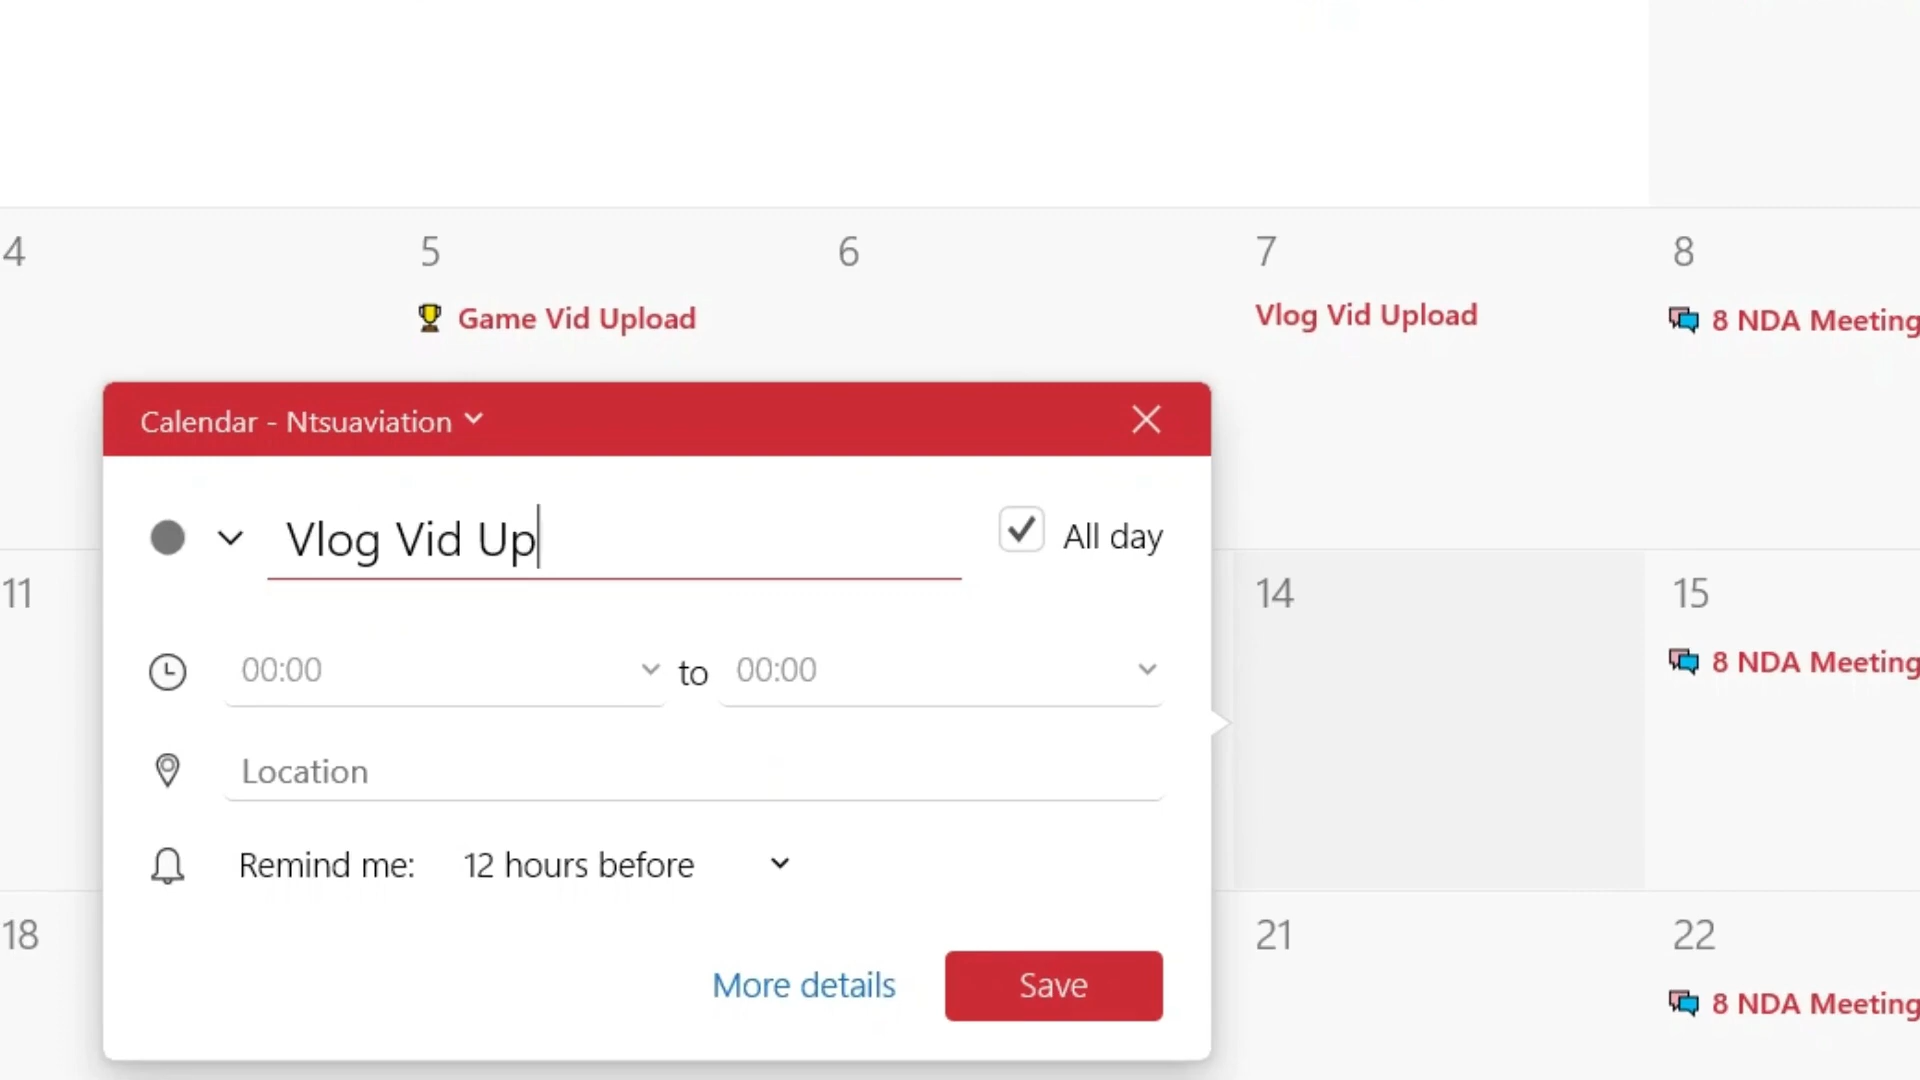 4 5 6 7 8
Game Vid Upload Vlog Vid Upload 8 NDA Meeting
Calendar - Ntsuaviation
Vlog Vid Up All day
11 14 15
8 NDA Meeting
00:00 to 00:00
Location
Remind me: 12 hours before
18 21 22
More details Save
8 NDA Meeting